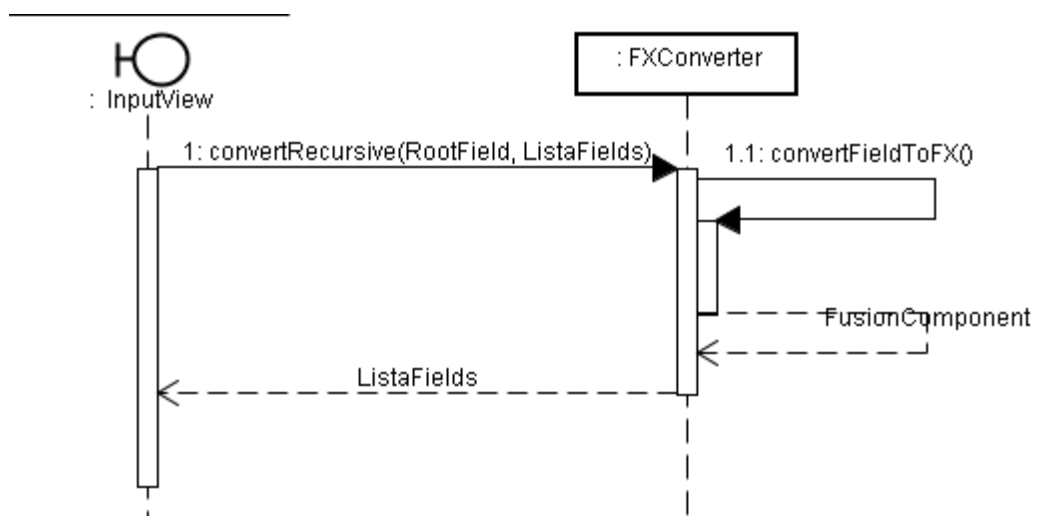 : InputView
: FXConverter
1: convertRecursive(RootField, ListaFields)
1.1: convertFieldToFX()
FusionComponent
ListaFields